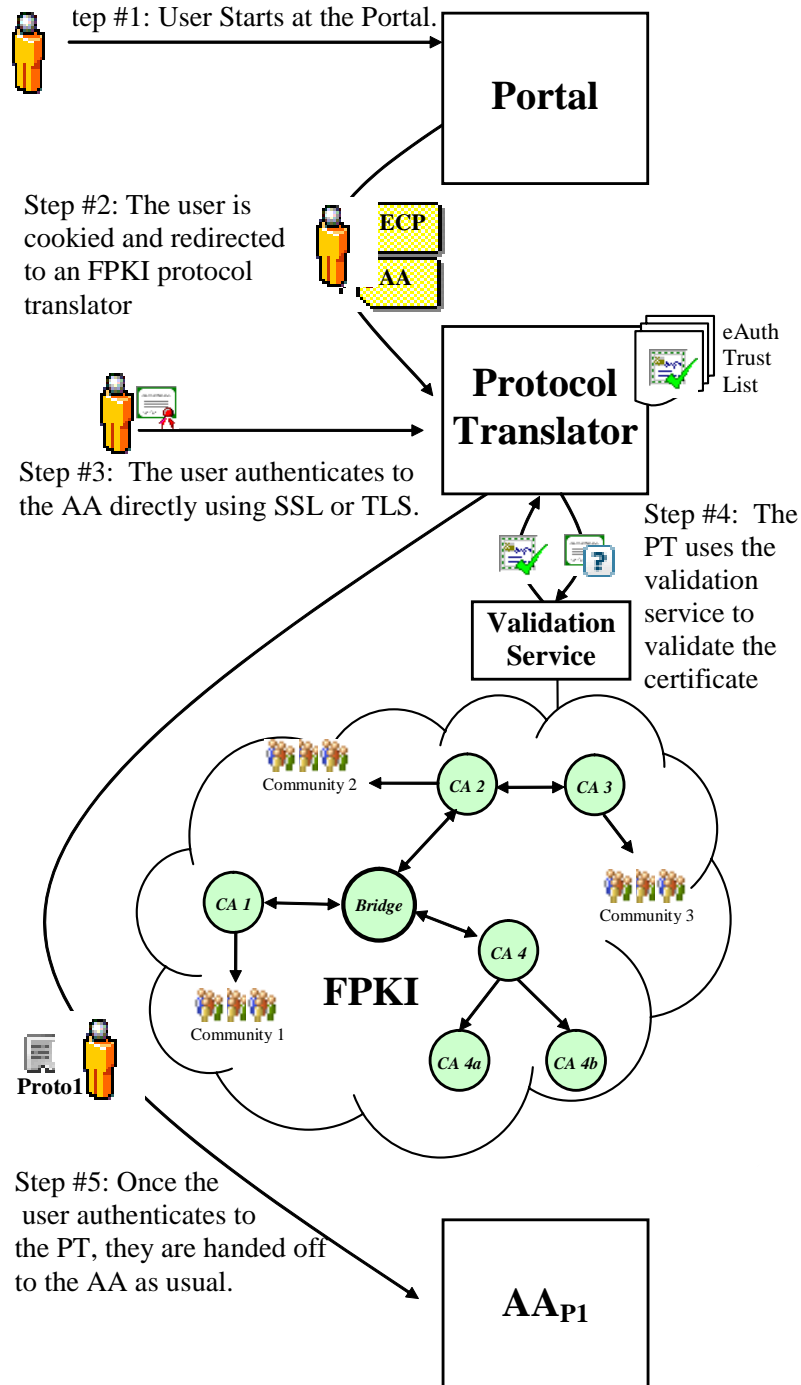 tep #1: User Starts at the Portal.
Portal
Step #2: The user is
cookied and redirected
to an FPKI protocol
translator
ECP
AA
eAuth
Trust
List
Protocol
Translator
Step #3:  The user authenticates to
the AA directly using SSL or TLS.
Step #4:  The
PT uses the
validation
service to
validate the
certificate
?
Validation
Service
Community 2
CA 2
CA 3
CA 1
Bridge
Community 3
CA 4
FPKI
Community 1
CA 4a
CA 4b
Proto1
Step #5: Once the
user authenticates to
the PT, they are handed off
to the AA as usual.
AAP1